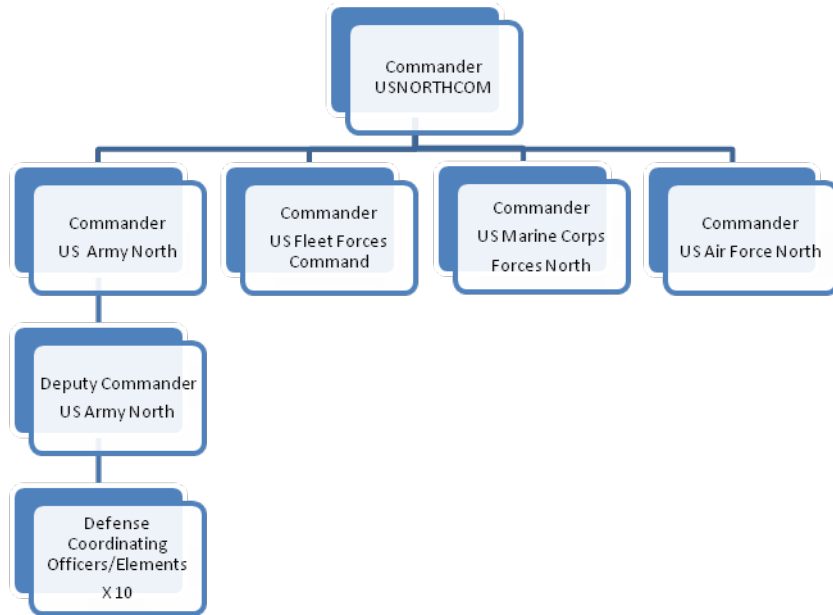 Commander
USNORTHCOM
Commander
US Army North
Commander
US Fleet Forces
Command
Commander
US Marine Corps
Forces North
Commander
US Air Force North
Deputy Commander
US Army North
Defense
Coordinating
Officers/Elements
X 10